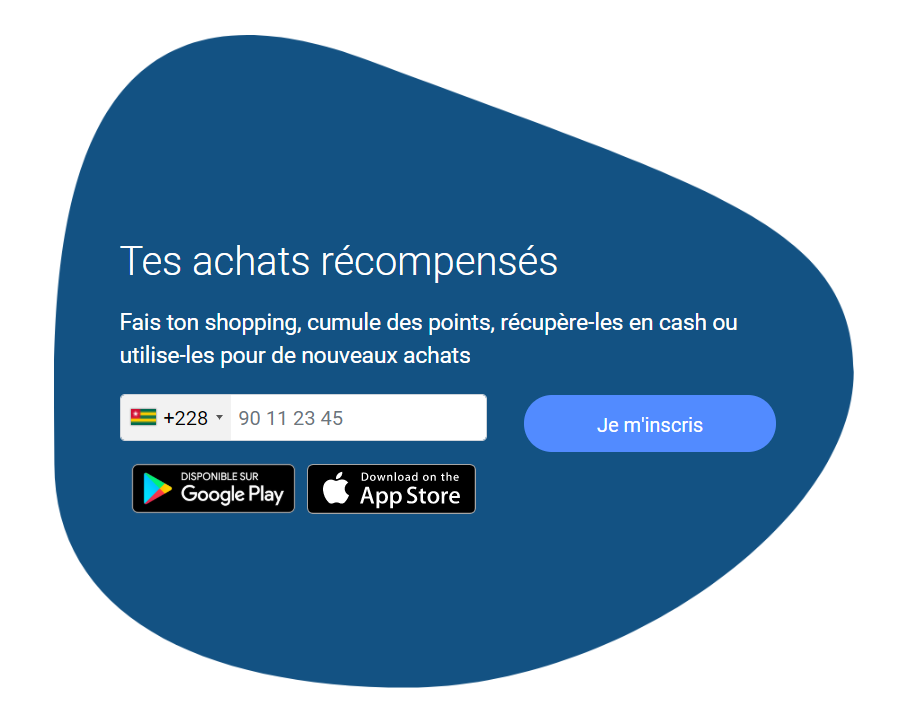 Tes achats récompensés
Fais ton shopping, cumule des points, récupère-les en cash ou
utilise-les pour de nouveaux achats
+228 90 11 23 45
Je m'inscris
DISPONIBLE SUR
Google Play
Download on the
App Store